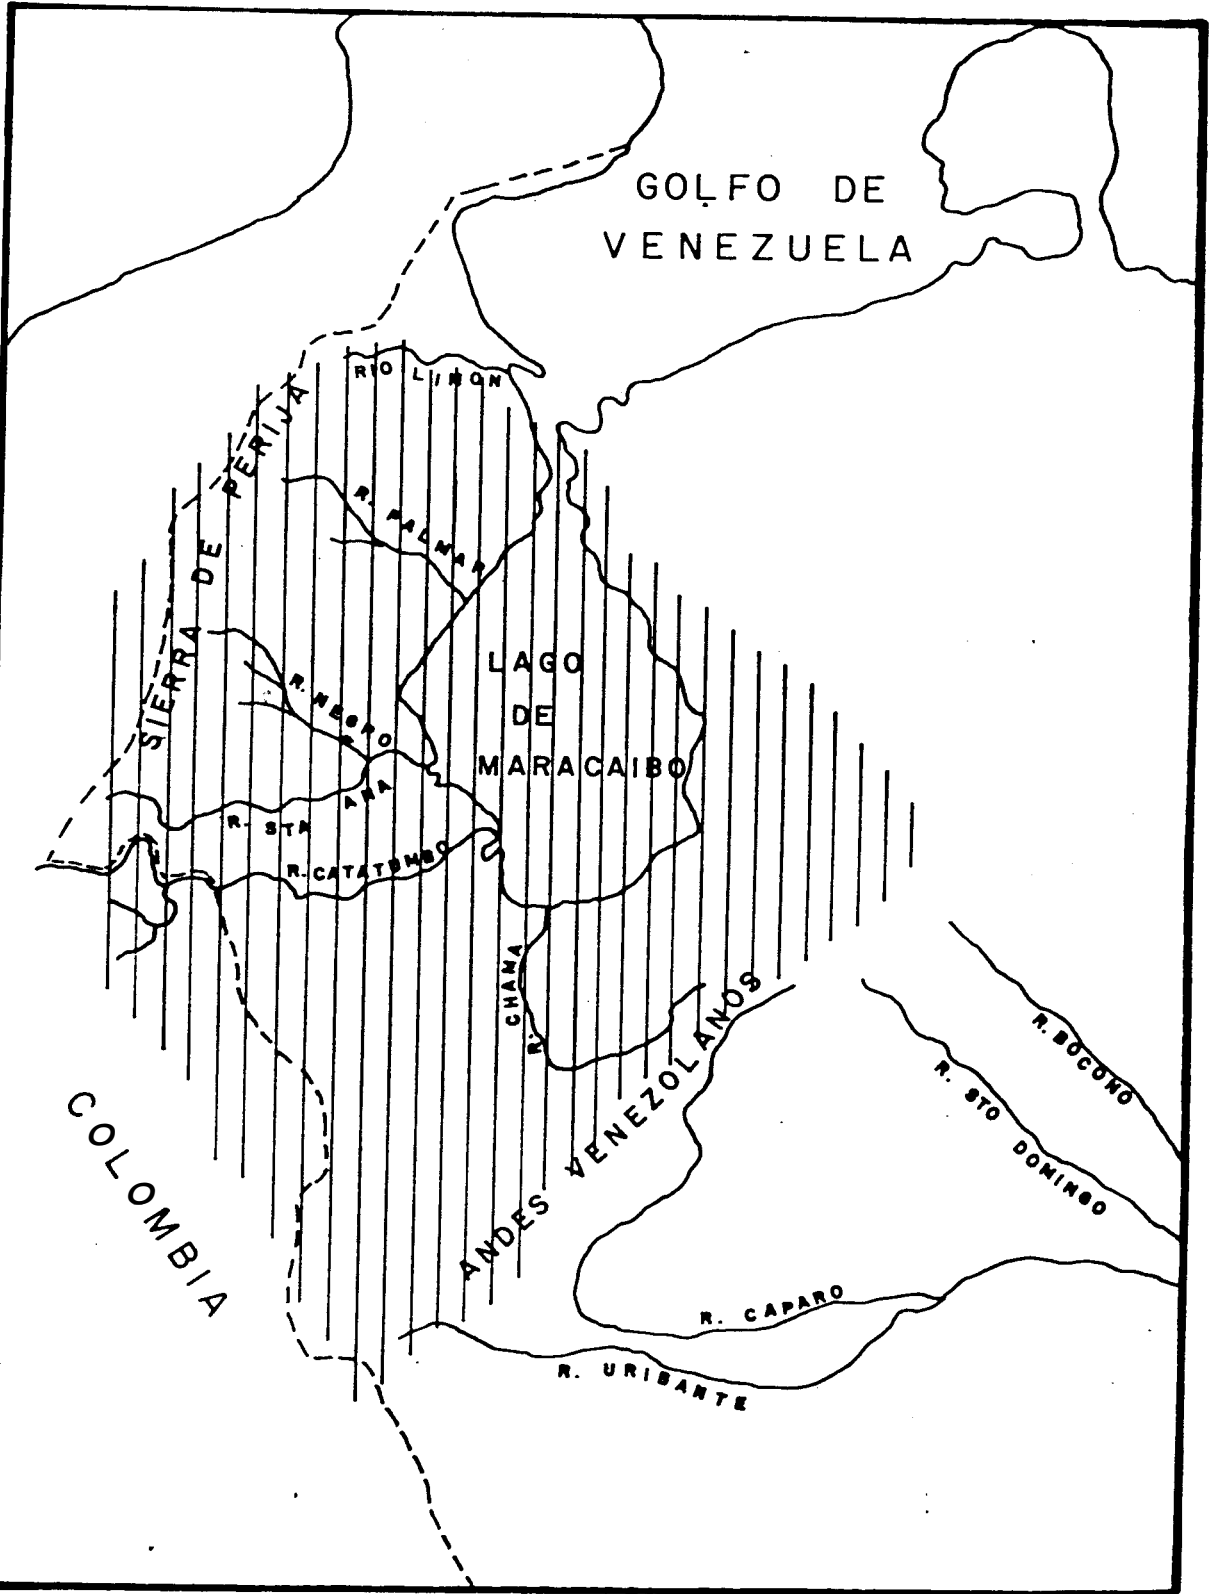 GOLFO DE
VENEZUELA
RIO LIMON
SIERRA DE PERIJA
R. PALMAR
LAGO
DE
MARACAIBO
R. NEGRO
R. STA ANA
R. CATATUMBO
R. CHAMA
ANDES VENEZOLANOS
R. BOCONÓ
R. STO DOMINGO
COLOMBIA
R. CAPARO
R. URIBANTE